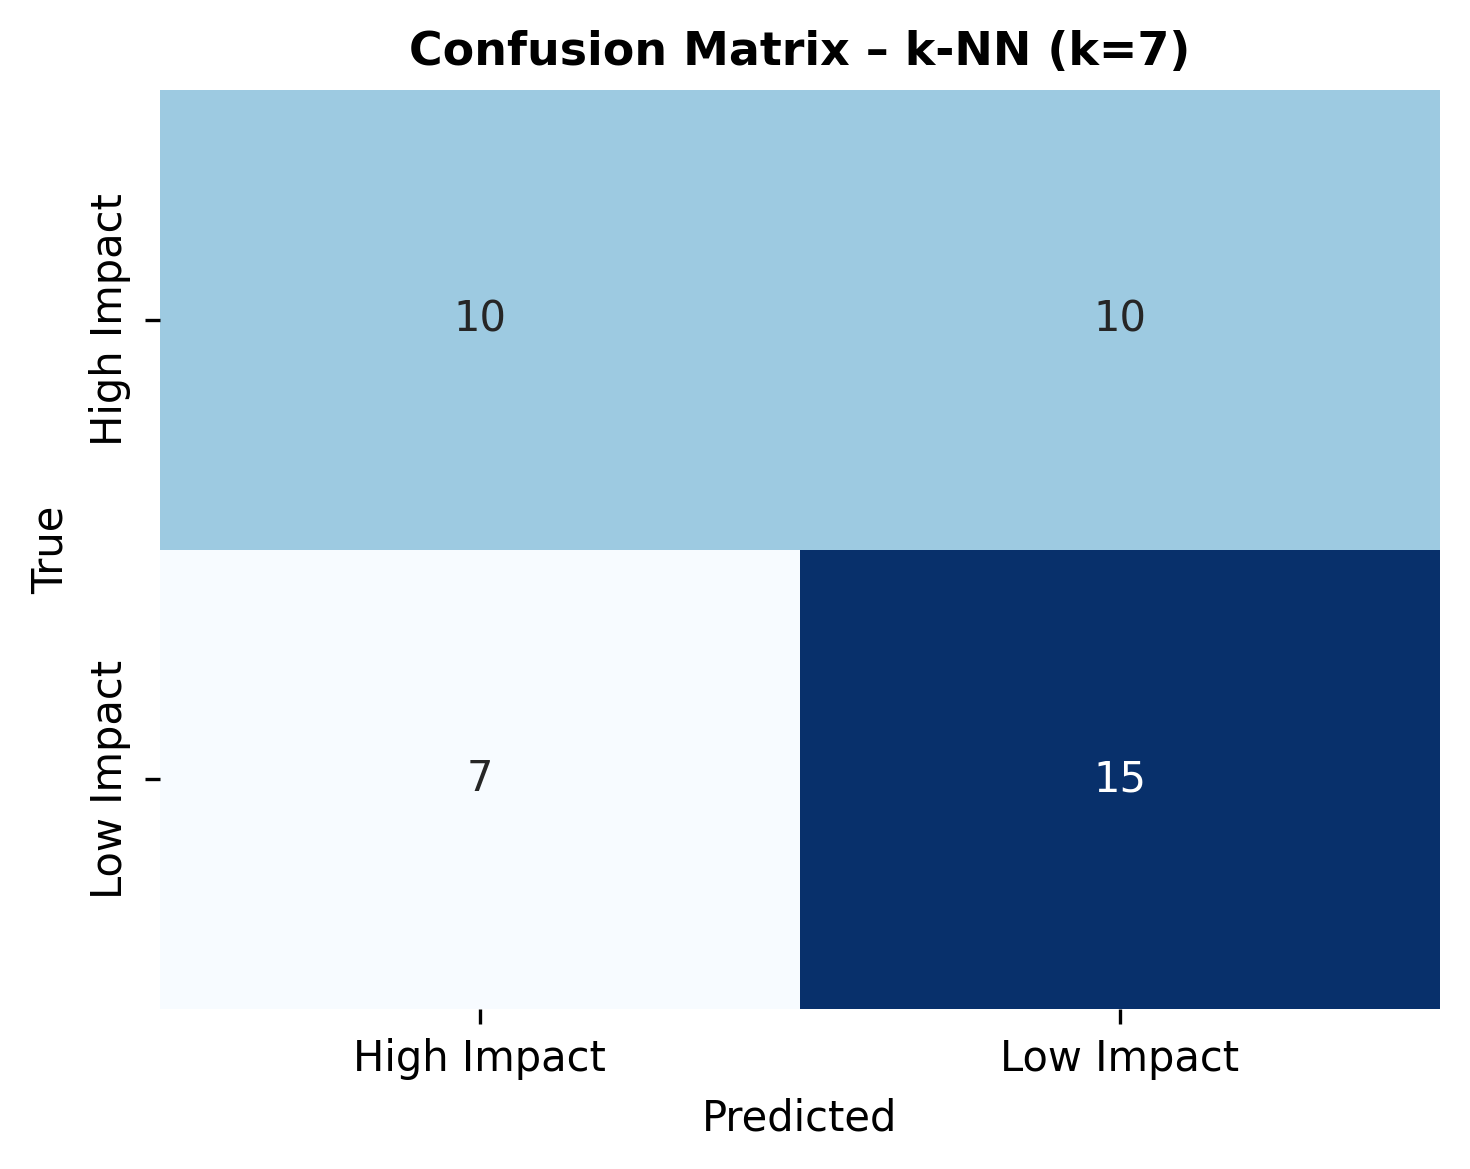 Confusion Matrix – k-NN (k=7)
True
High Impact
10
10
Low Impact
7
15
High Impact
Low Impact
Predicted